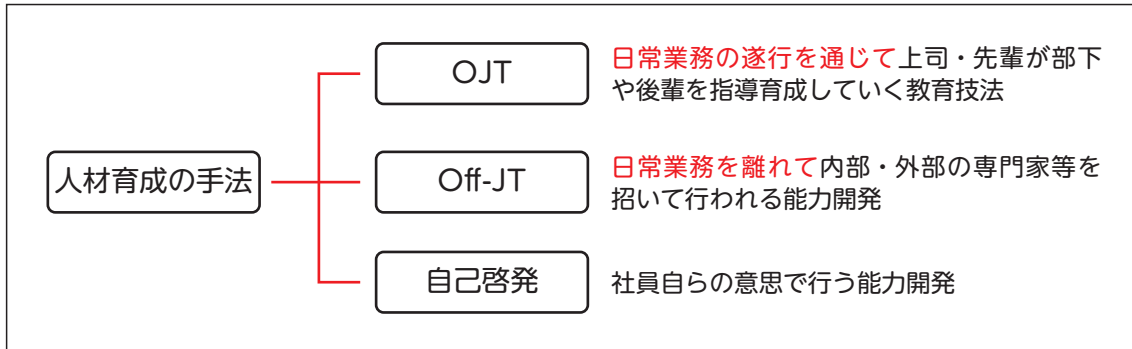 人材育成の手法
OJT
日常業務の遂行を通じて上司・先輩が部下
や後輩を指導育成していく教育技法
Off-JT
日常業務を離れて内部・外部の専門家等を
招いて行われる能力開発
自己啓発
社員自らの意思で行う能力開発